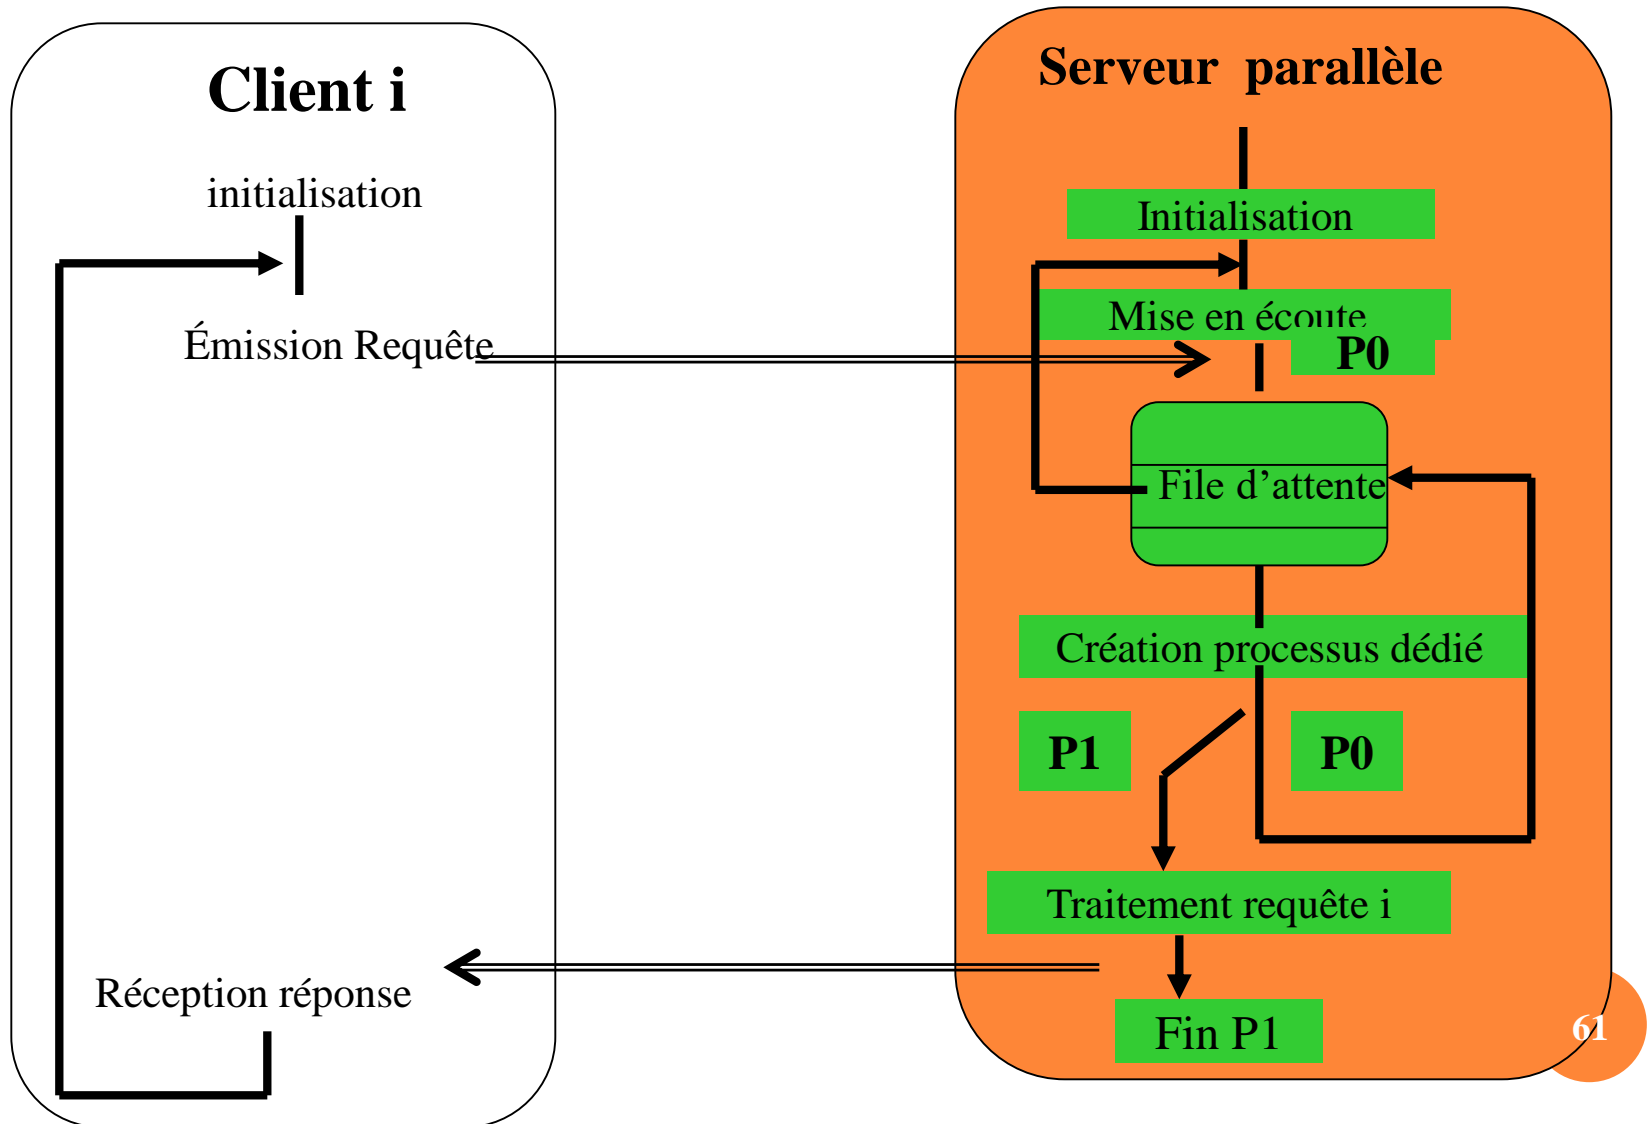 Client i
initialisation
Émission Requête
Réception réponse
Serveur parallèle
Initialisation
Mise en écoute
P0
File d’attente
Création processus dédié
P1
P0
Traitement requête i
Fin P1
61